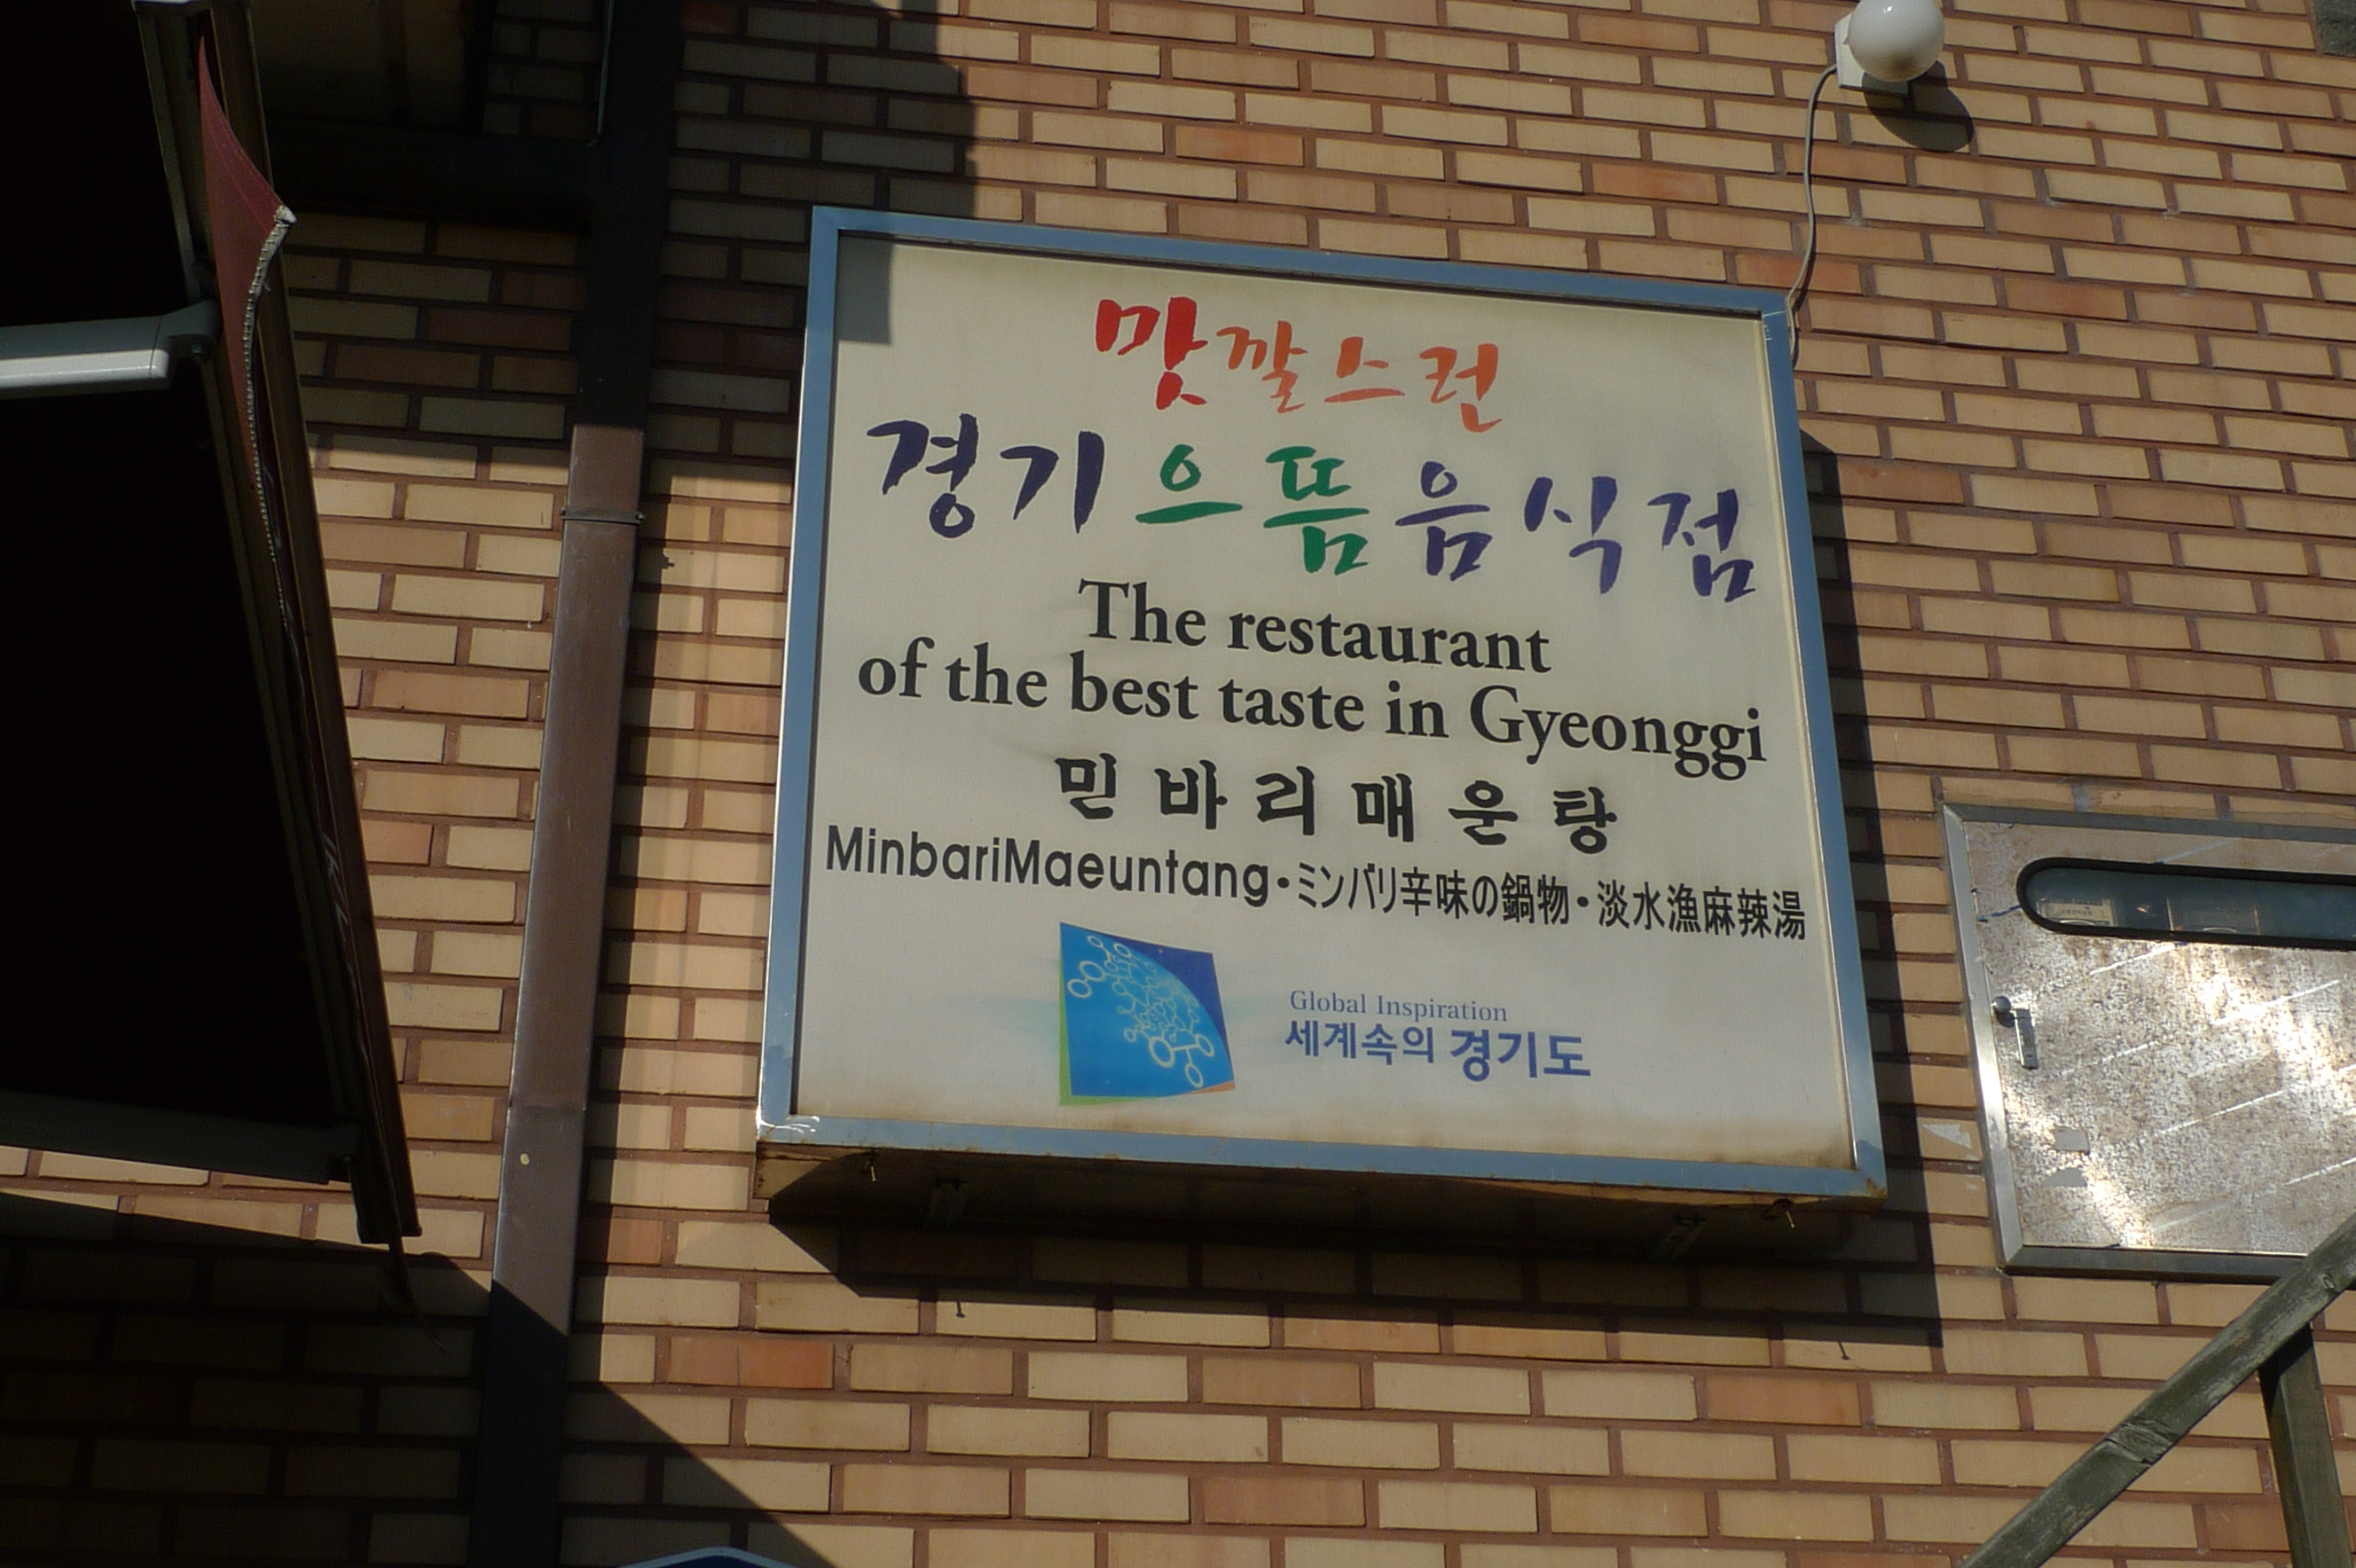 맛깔스런
경기 으뜸 음식점
The restaurant
of the best taste in Gyeonggi
민바리매운탕
MinbariMaeuntang・ミンバリ辛味の鍋物・淡水漁麻辣湯
Global Inspiration
세계속의 경기도